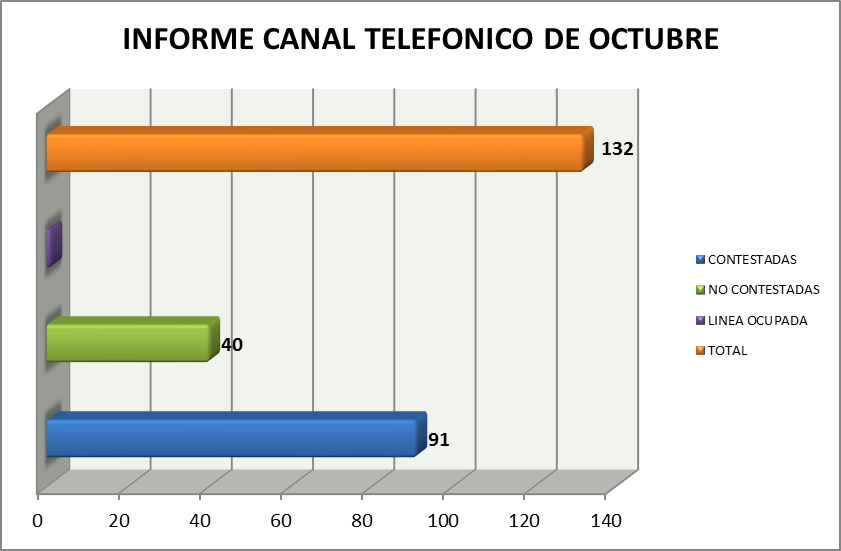 INFORME CANAL TELEFONICO DE OCTUBRE
132
40
91
CONTESTADAS
NO CONTESTADAS
LINEA OCUPADA
TOTAL
0 20 40 60 80 100 120 140